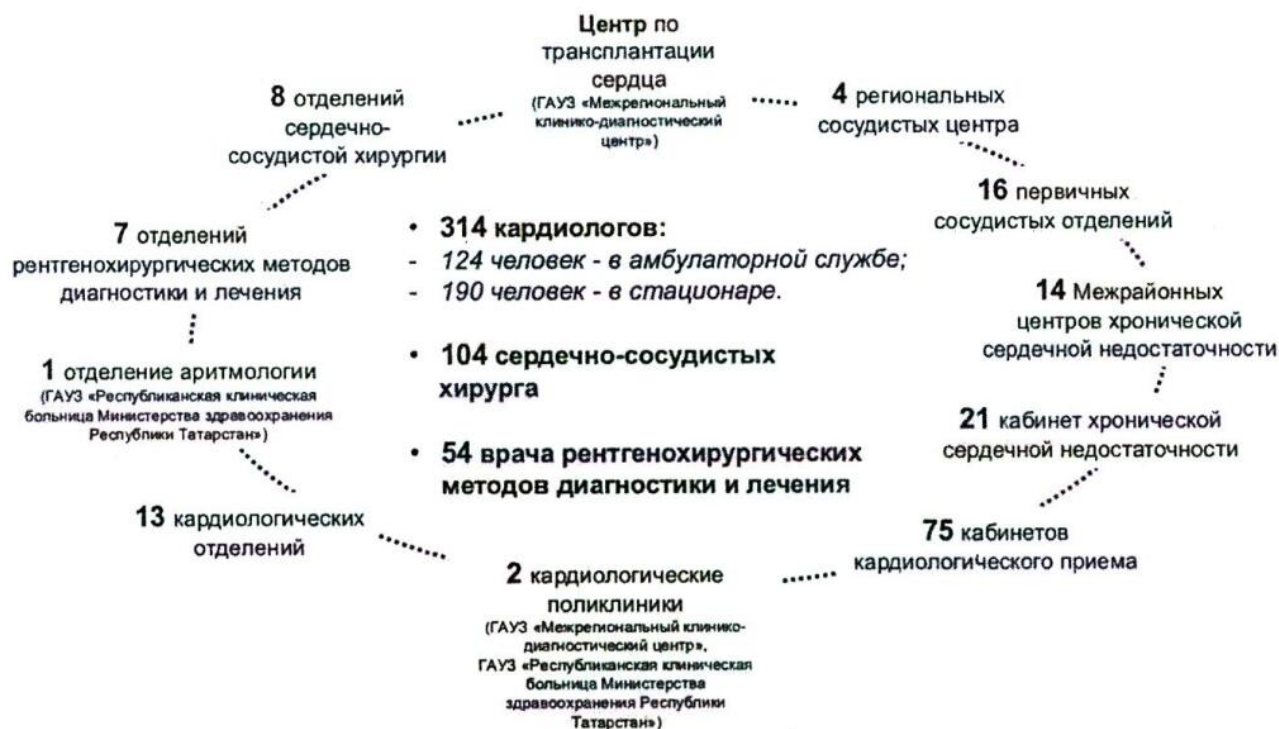 Центр по
трансплантации
сердца
(ГАУЗ «Межрегиональный
клинико-диагностический
центр»)
4 региональных
сосудистых центра
16 первичных
сосудистых отделений
14 Межрайонных
центров хронической
сердечной недостаточности
21 кабинет хронической
сердечной недостаточности
75 кабинетов
кардиологического приема
2 кардиологические
поликлиники
(ГАУЗ «Межрегиональный клинико-
диагностический центр»,
ГАУЗ «Республиканская клиническая
больница Министерства
здравоохранения Республики
Татарстан»)
13 кардиологических
отделений
1 отделение аритмологии
(ГАУЗ «Республиканская клиническая
больница Министерства здравоохранения
Республики Татарстан»)
7 отделений
рентгенохирургических методов
диагностики и лечения
8 отделений
сердечно-
сосудистой хирургии
• 314 кардиологов:
- 124 человек - в амбулаторной службе;
- 190 человек - в стационаре.
• 104 сердечно-сосудистых
хирурга
• 54 врача рентгенохирургических
методов диагностики и лечения